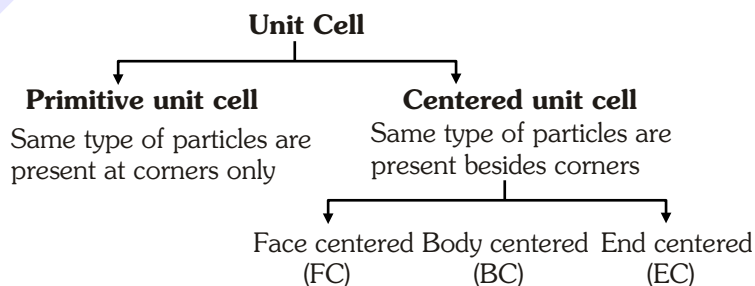 Unit Cell
Primitive unit cell
Same type of particles are
present at corners only
Centered unit cell
Same type of particles are
present besides corners
Face centered
(FC)
Body centered
(BC)
End centered
(EC)